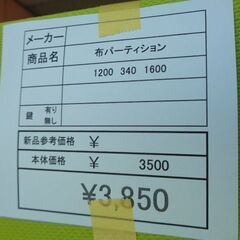 メーカー
商品名 布パーティション
1200 340 1600
鍵 有り
無し
新品参考価格 ¥
本体価格 ¥ 3500
¥3,850